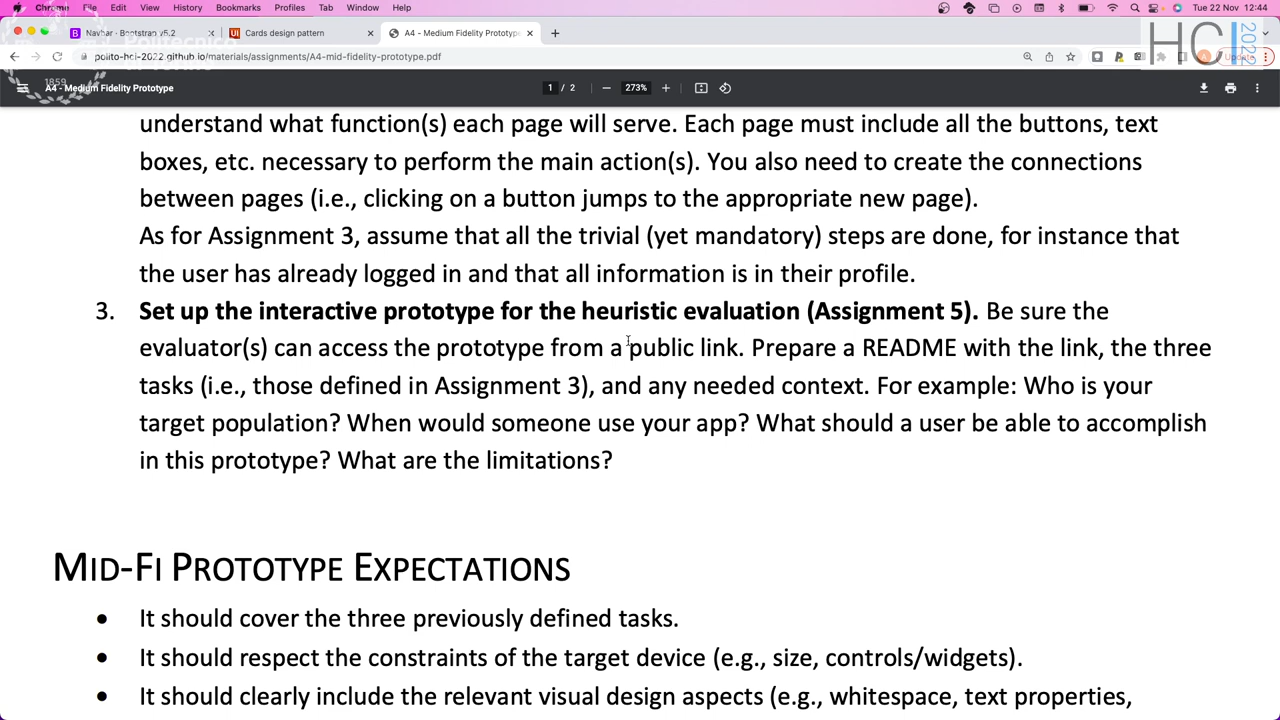 Chrome File Edit View History Bookmarks Profiles Tab Window Help Tue 22 Nov 12:44
Navbar · Bootstrap v5.2 Cards design pattern A4 - Medium Fidelity Prototype
polito-hci-2022.github.io/materials/assignments/A4-mid-fidelity-prototype.pdf
HCI 2022
1859
A4 - Medium Fidelity Prototype 1 / 2 273%
understand what function(s) each page will serve. Each page must include all the buttons, text
boxes, etc. necessary to perform the main action(s). You also need to create the connections
between pages (i.e., clicking on a button jumps to the appropriate new page).
As for Assignment 3, assume that all the trivial (yet mandatory) steps are done, for instance that
the user has already logged in and that all information is in their profile.
3. Set up the interactive prototype for the heuristic evaluation (Assignment 5). Be sure the
evaluator(s) can access the prototype from a public link. Prepare a README with the link, the three
tasks (i.e., those defined in Assignment 3), and any needed context. For example: Who is your
target population? When would someone use your app? What should a user be able to accomplish
in this prototype? What are the limitations?
MID-FI PROTOTYPE EXPECTATIONS
• It should cover the three previously defined tasks.
• It should respect the constraints of the target device (e.g., size, controls/widgets).
• It should clearly include the relevant visual design aspects (e.g., whitespace, text properties,